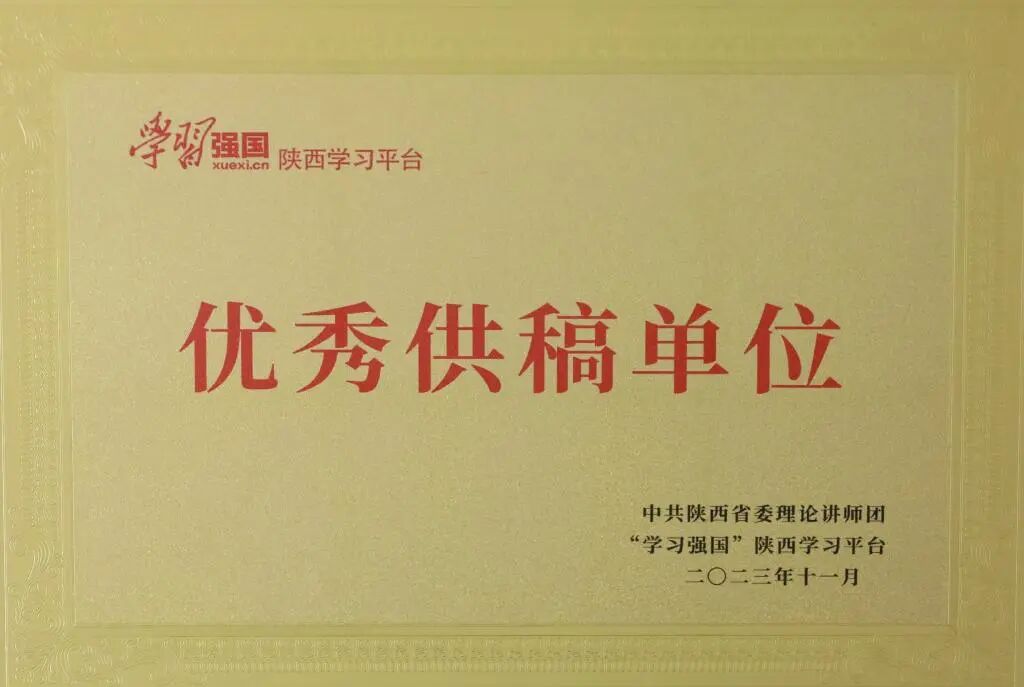 學習强国 xuexi.cn 陕西学习平台
优秀供稿单位
中共陕西省委理论讲师团
“学习强国”陕西学习平台
二〇二三年十一月